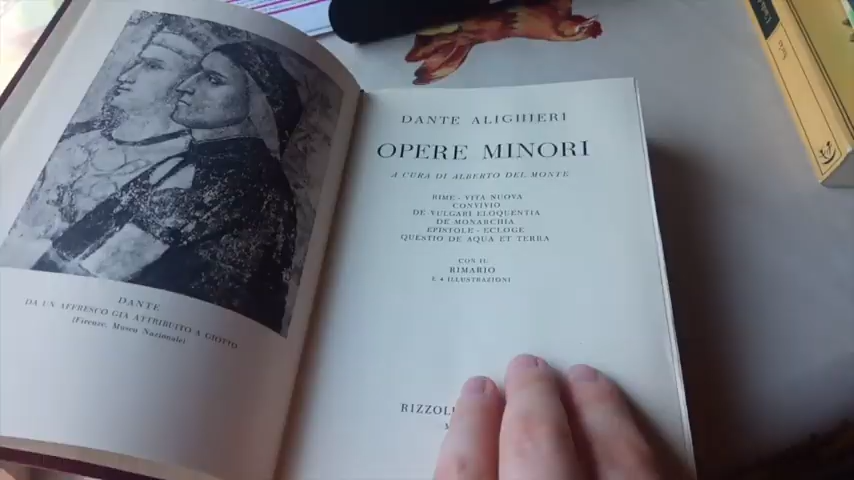 DANTE
DA UN AFFRESCO GIÀ ATTRIBUITO A GIOTTO
(Firenze, Museo Nazionale)
DANTE ALIGHIERI
OPERE MINORI
A CURA DI ALBERTO DEL MONTE
RIME - VITA NUOVA
CONVIVIO
DE VULGARI ELOQUENTIA
DE MONARCHIA
EPISTOLE - ECLOGE
QUESTIO DE AQUA ET TERRA
CON IL
RIMARIO
E 4 ILLUSTRAZIONI
RIZZOL